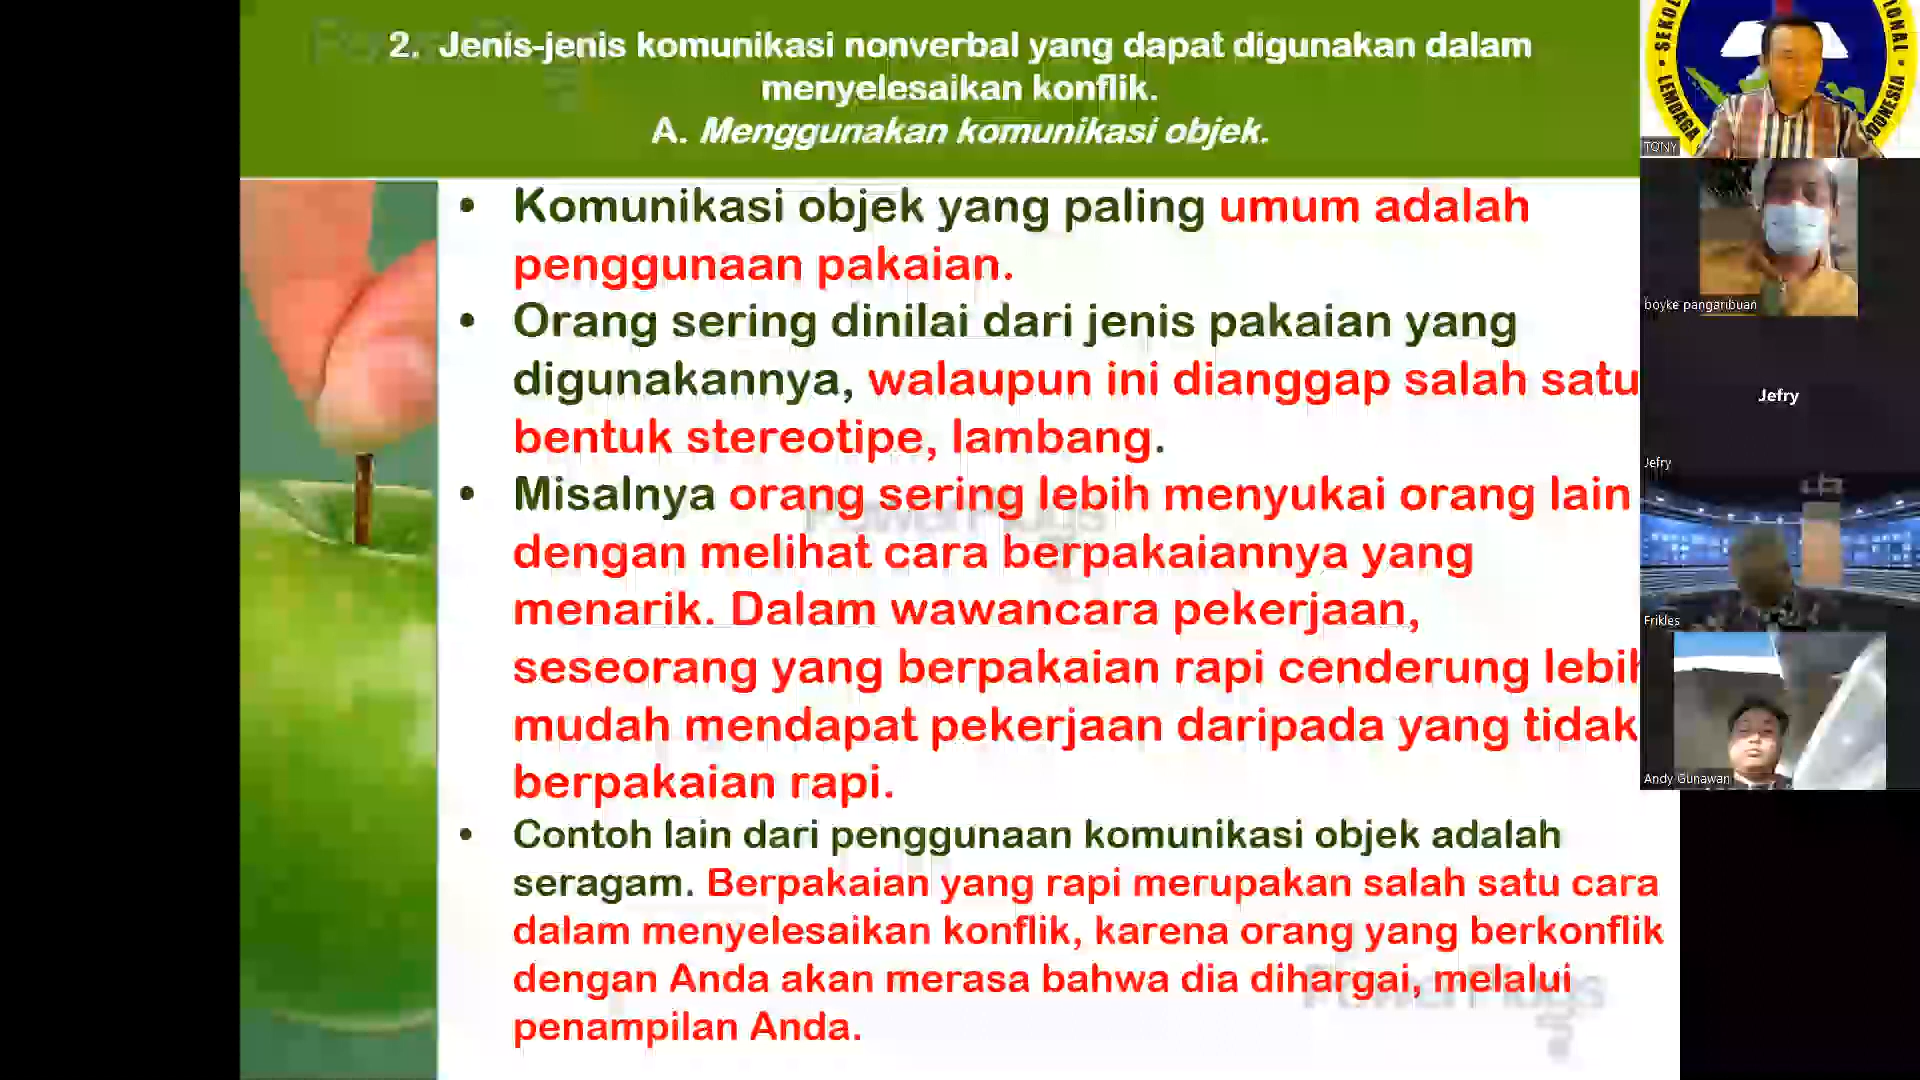 2. Jenis-jenis komunikasi nonverbal yang dapat digunakan dalam
menyelesaikan konflik.
A. Menggunakan komunikasi objek.
• Komunikasi objek yang paling umum adalah
penggunaan pakaian.
• Orang sering dinilai dari jenis pakaian yang
digunakannya, walaupun ini dianggap salah satu
bentuk stereotipe, lambang.
• Misalnya orang sering lebih menyukai orang lain
dengan melihat cara berpakaiannya yang
menarik. Dalam wawancara pekerjaan,
seseorang yang berpakaian rapi cenderung lebih
mudah mendapat pekerjaan daripada yang tidak
berpakaian rapi.
• Contoh lain dari penggunaan komunikasi objek adalah
seragam. Berpakaian yang rapi merupakan salah satu cara
dalam menyelesaikan konflik, karena orang yang berkonflik
dengan Anda akan merasa bahwa dia dihargai, melalui
penampilan Anda.
PowerPlugs
PowerPlugs
LEMBAGA
TONY
boyke pangaribuan
Jefry
Jefry
Frikles
Andy Gunawan